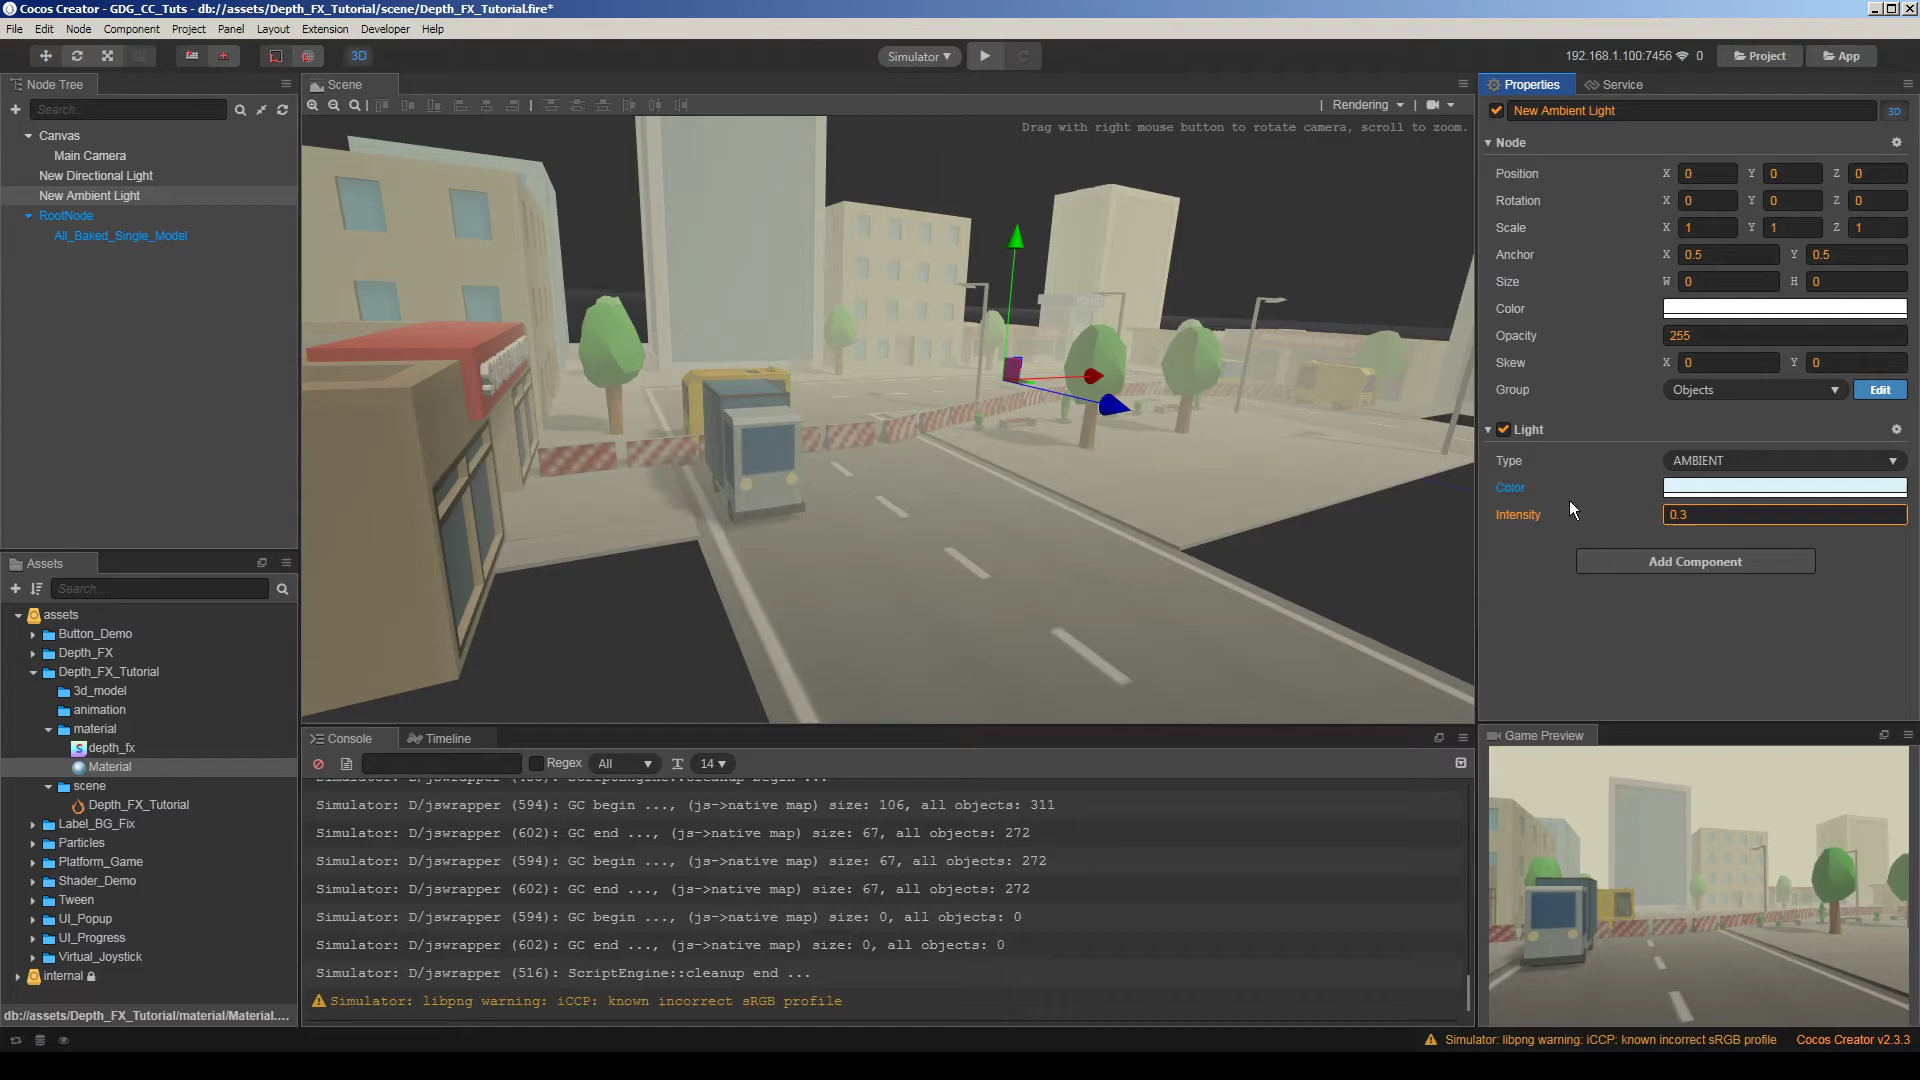 Cocos Creator - GDG_CC_Tuts - db://assets/Depth_FX_Tutorial/scene/Depth_FX_Tutorial.fire*
File Edit Node Component Project Panel Layout Extension Developer Help
3D Simulator 192.168.1.100:7456 0 Project App
Node Tree
Search...
Canvas
Main Camera
New Directional Light
New Ambient Light
RootNode
All_Baked_Single_Model
Scene
Rendering
Drag with right mouse button to rotate camera, scroll to zoom.
Properties Service
New Ambient Light 3D
Node
Position X 0 Y 0 Z 0
Rotation X 0 Y 0 Z 0
Scale X 1 Y 1 Z 1
Anchor X 0.5 Y 0.5
Size W 0 H 0
Color
Opacity 255
Skew X 0 Y 0
Group Objects Edit
Light
Type AMBIENT
Color
Intensity 0.3
Add Component
Assets
Search...
assets
Button_Demo
Depth_FX
Depth_FX_Tutorial
3d_model
animation
material
depth_fx
Material
scene
Depth_FX_Tutorial
Label_BG_Fix
Particles
Platform_Game
Shader_Demo
Tween
UI_Popup
UI_Progress
Virtual_Joystick
internal
db://assets/Depth_FX_Tutorial/material/Material....
Console Timeline
Regex All 14
Simulator: D/jswrapper (594): GC begin ..., (js->native map) size: 106, all objects: 311
Simulator: D/jswrapper (602): GC end ..., (js->native map) size: 67, all objects: 272
Simulator: D/jswrapper (594): GC begin ..., (js->native map) size: 67, all objects: 272
Simulator: D/jswrapper (602): GC end ..., (js->native map) size: 67, all objects: 272
Simulator: D/jswrapper (594): GC begin ..., (js->native map) size: 0, all objects: 0
Simulator: D/jswrapper (602): GC end ..., (js->native map) size: 0, all objects: 0
Simulator: D/jswrapper (516): ScriptEngine::cleanup end ...
Simulator: libpng warning: iCCP: known incorrect sRGB profile
Game Preview
Simulator: libpng warning: iCCP: known incorrect sRGB profile Cocos Creator v2.3.3